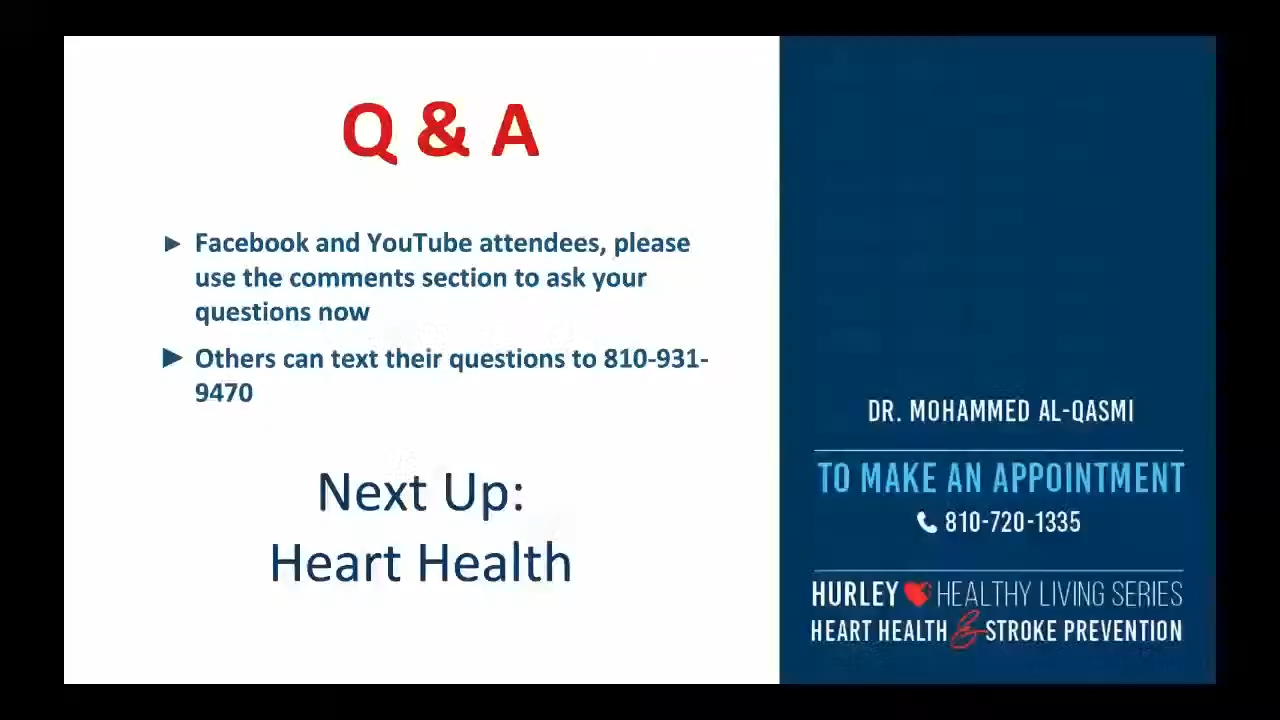 Q & A
Facebook and YouTube attendees, please
use the comments section to ask your
questions now
Others can text their questions to 810-931-
9470
Next Up:
Heart Health
DR. MOHAMMED AL-QASMI
TO MAKE AN APPOINTMENT
810-720-1335
HURLEY HEALTHY LIVING SERIES
HEART HEALTH & STROKE PREVENTION